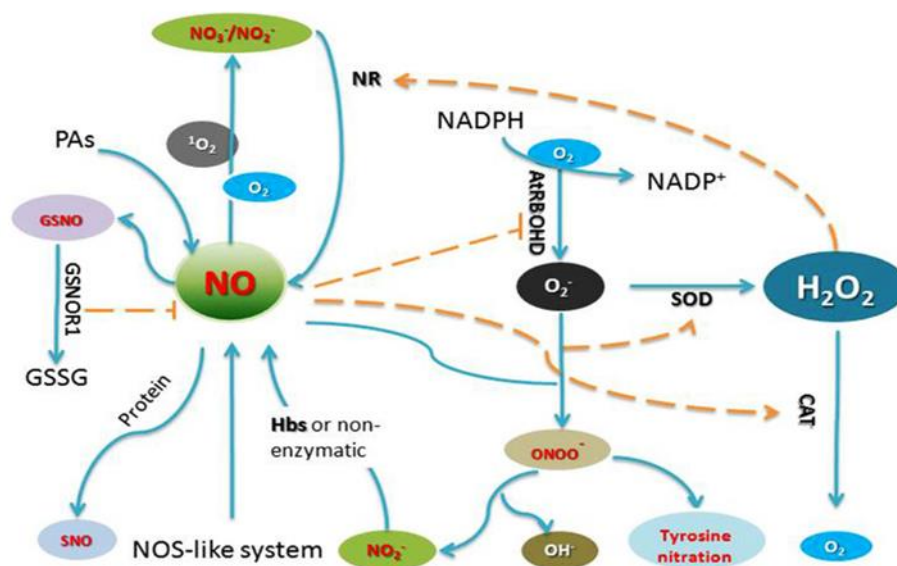 NO₃⁻/NO₂⁻
NR
NADPH
PAs
¹O₂
O₂
NADP⁺
O₂
AtRBOHD
GSNO
NO
O₂⁻
SOD
H₂O₂
GSNOR1
GSSG
Protein
Hbs or non-
enzymatic
CAT
ONOO⁻
SNO
NOS-like system
NO₂⁻
OH⁻
Tyrosine
nitration
O₂